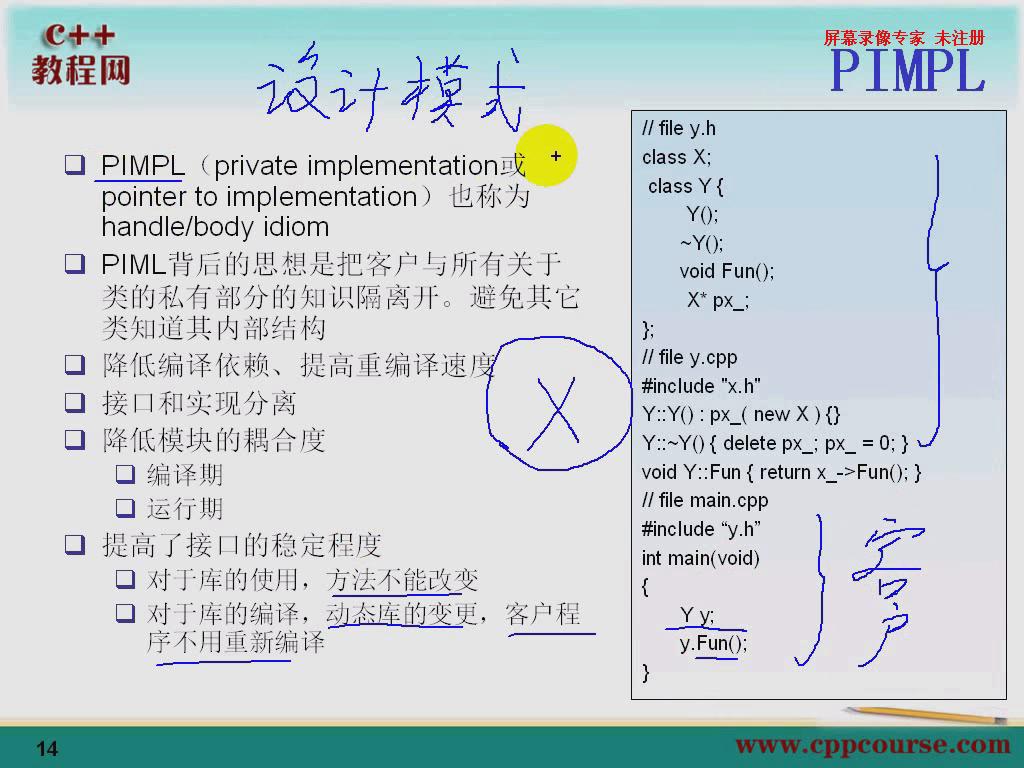 c++
教程网
屏幕录像专家 未注册
PIMPL
设计模式
PIMPL（private implementation或
pointer to implementation）也称为
handle/body idiom
PIML背后的思想是把客户与所有关于
类的私有部分的知识隔离开。避免其它
类知道其内部结构
降低编译依赖、提高重编译速度
接口和实现分离
降低模块的耦合度
编译期
运行期
提高了接口的稳定程度
对于库的使用，方法不能改变
对于库的编译，动态库的变更，客户程
序不用重新编译
X
// file y.h
class X;
class Y {
Y();
~Y();
void Fun();
X* px_;
};
// file y.cpp
#include "x.h"
Y::Y() : px_( new X ) {}
Y::~Y() { delete px_; px_ = 0; }
void Y::Fun { return x_->Fun(); }
// file main.cpp
#include “y.h”
int main(void)
{
Y y;
y.Fun();
}
客户
14
www.cppcourse.com